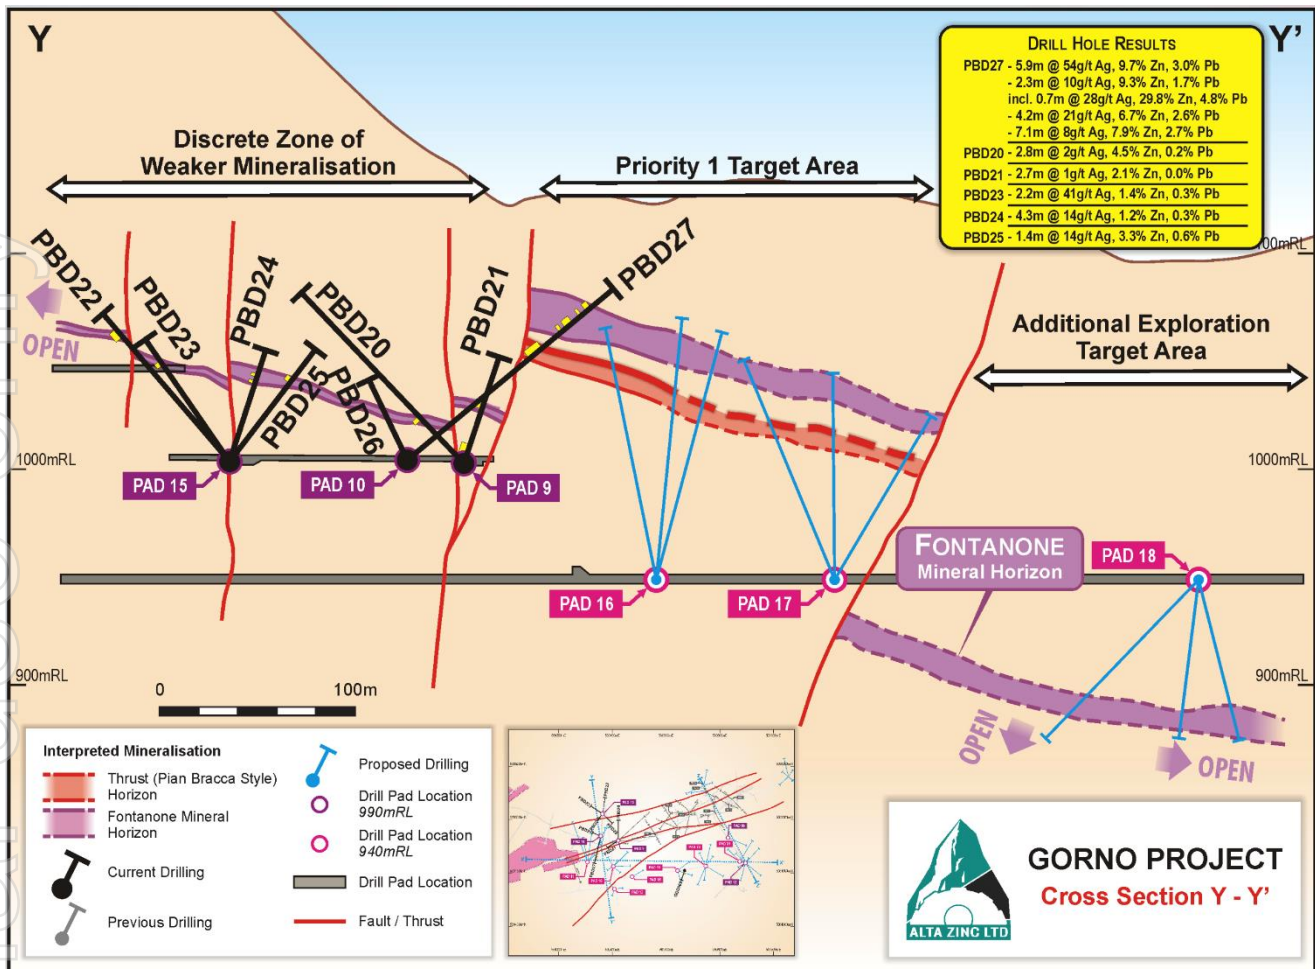 Y
Y'
DRILL HOLE RESULTS
PBD27 - 5.9m @ 54g/t Ag, 9.7% Zn, 3.0% Pb
- 2.3m @ 10g/t Ag, 9.3% Zn, 1.7% Pb
incl. 0.7m @ 28g/t Ag, 29.8% Zn, 4.8% Pb
- 4.2m @ 21g/t Ag, 6.7% Zn, 2.6% Pb
- 7.1m @ 8g/t Ag, 7.9% Zn, 2.7% Pb
PBD20 - 2.8m @ 2g/t Ag, 4.5% Zn, 0.2% Pb
PBD21 - 2.7m @ 1g/t Ag, 2.1% Zn, 0.0% Pb
PBD23 - 2.2m @ 41g/t Ag, 1.4% Zn, 0.3% Pb
PBD24 - 4.3m @ 14g/t Ag, 1.2% Zn, 0.3% Pb
PBD25 - 1.4m @ 14g/t Ag, 3.3% Zn, 0.6% Pb
Discrete Zone of
Weaker Mineralisation
Priority 1 Target Area
Additional Exploration
Target Area
PBD22
PBD23
PBD24
PBD25
PBD20
PBD26
PBD21
PBD27
OPEN
1000mRL
1000mRL
PAD 15
PAD 10
PAD 9
PAD 16
PAD 17
FONTANONE
Mineral Horizon
PAD 18
900mRL
900mRL
0
100m
OPEN
OPEN
Interpreted Mineralisation
Thrust (Pian Bracca Style)
Horizon
Fontanone Mineral
Horizon
Current Drilling
Previous Drilling
Proposed Drilling
Drill Pad Location
990mRL
Drill Pad Location
940mRL
Drill Pad Location
Fault / Thrust
ALTA ZINC LTD
GORNO PROJECT
Cross Section Y - Y'